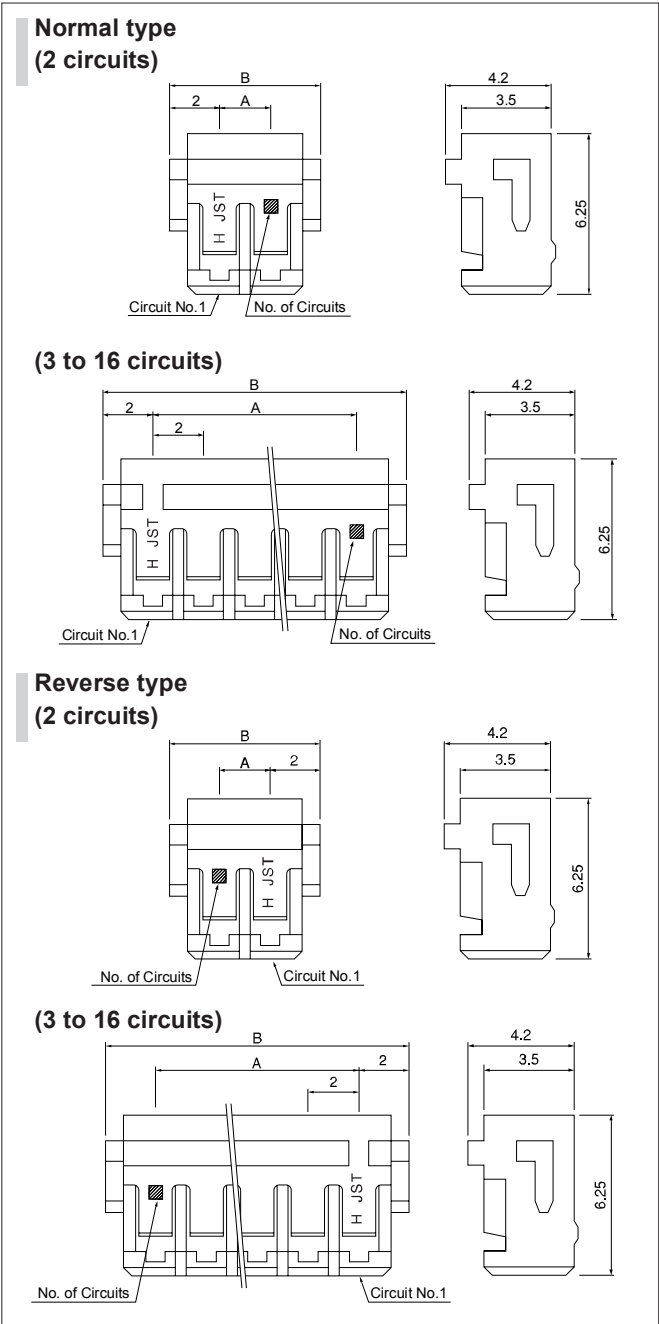 Normal type
(2 circuits)
B
2 A
4.2
3.5
6.25
H JST
Circuit No.1 No. of Circuits
(3 to 16 circuits)
B
2 A
2
4.2
3.5
6.25
H JST
Circuit No.1 No. of Circuits
Reverse type
(2 circuits)
B
A 2
4.2
3.5
6.25
H JST
No. of Circuits Circuit No.1
(3 to 16 circuits)
B
A 2
2
4.2
3.5
6.25
H JST
No. of Circuits Circuit No.1